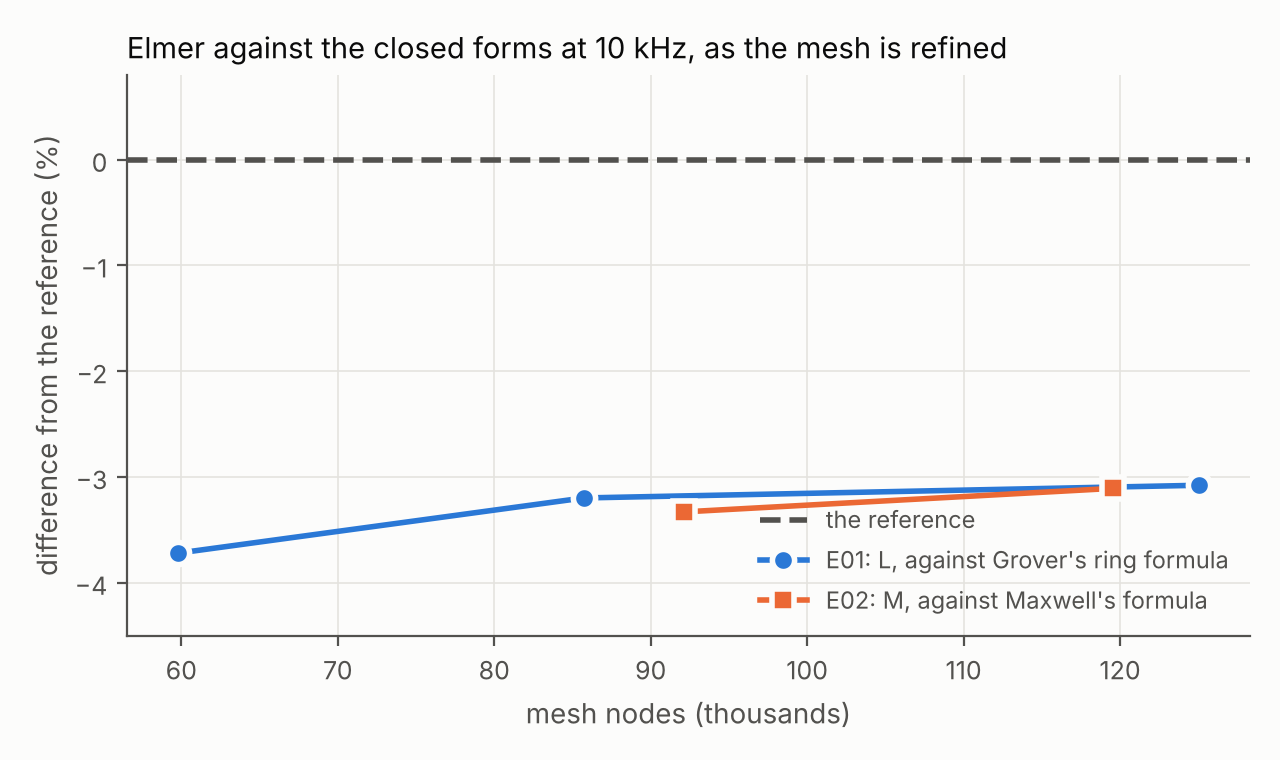 Elmer against the closed forms at 10 kHz, as the mesh is refined
difference from the reference (%)
0
−1
−2
−3
−4
the reference
E01: L, against Grover's ring formula
E02: M, against Maxwell's formula
60 70 80 90 100 110 120
mesh nodes (thousands)